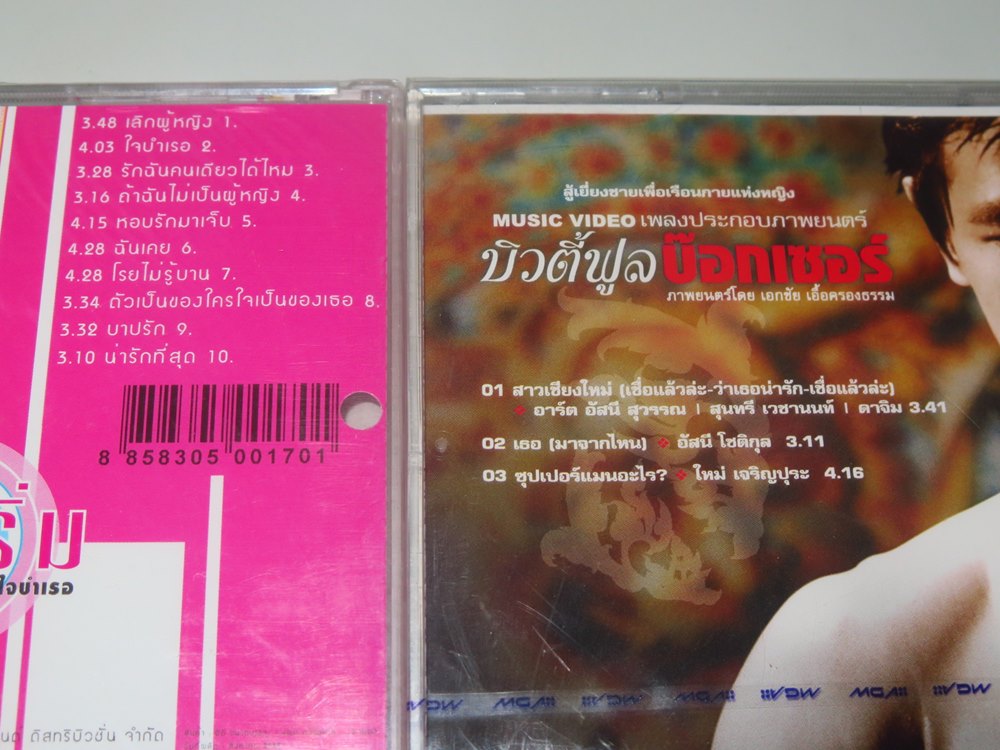 3.48 เลิกผู้หญิง 1.
4.03 ใจบำเรอ 2.
3.28 รักฉันคนเดียวได้ไหม 3.
3.16 ถ้าฉันไม่เป็นผู้หญิง 4.
4.15 หอบรักมาเจ็บ 5.
4.28 ฉันเคย 6.
4.28 โรยไม่รู้บาน 7.
3.34 ตัวเป็นของใครใจเป็นของเธอ 8.
3.32 บาปรัก 9.
3.10 น่ารักที่สุด 10.
8 858305 001701
ใจบำเรอ
ดิสทริบิวชั่น จำกัด
สู้เยี่ยงชายเพื่อเรือนกายแห่งหญิง
MUSIC VIDEO เพลงประกอบภาพยนตร์
บิวตี้ฟูล บ๊อกเซอร์
ภาพยนตร์โดย เอกชัย เอื้อครองธรรม
01 สาวเชียงใหม่ (เชื่อแล้วล่ะ-ว่าเธอน่ารัก-เชื่อแล้วล่ะ)
อาร์ต อัสนี สุวรรณ | สุนทรี เวชานนท์ | ดาจิม 3.41
02 เธอ (มาจากไหน) อัสนี โชติกุล 3.11
03 ซุปเปอร์แมนอะไร? ใหม่ เจริญปุระ 4.16
MGA MGA MGA MGA MGA MGA MGA